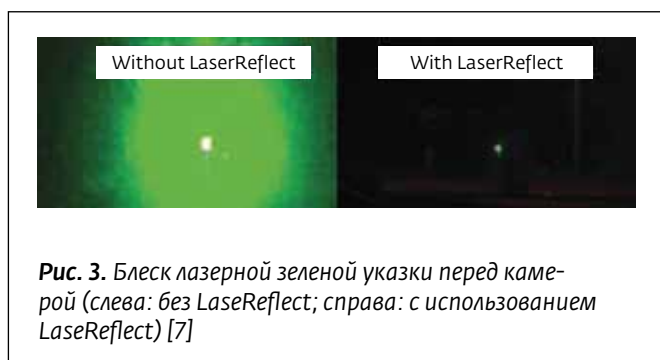 Without LaserReflect
With LaserReflect
Рис. 3. Блеск лазерной зеленой указки перед каме-
рой (слева: без LaseReflect; справа: с использованием
LaseReflect) [7]